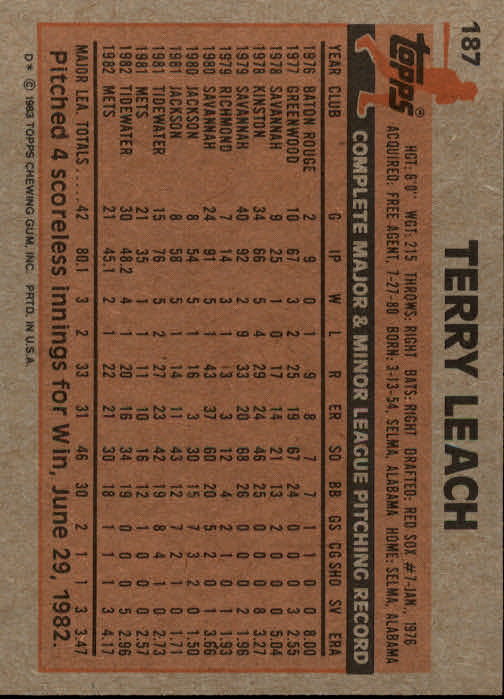 187
topps®
TERRY LEACH
HGT: 6'0" WGT: 215 THROWS: RIGHT BATS: RIGHT DRAFTED: RED SOX #7-JAN., 1976
ACQUIRED: FREE AGENT, 7-27-80 BORN: 3-13-54, SELMA, ALABAMA HOME: SELMA, ALABAMA
COMPLETE MAJOR & MINOR LEAGUE PITCHING RECORD
YEAR CLUB G IP W L R ER SO BB GS CG SHO SV ERA
1976 BATON ROUGE 2 9 0 1 9 8 7 7 1 1 0 0 8.00
1977 GREENWOOD 10 67 3 2 25 19 67 24 1 0 0 3 2.55
1978 SAVANNAH 9 25 1 0 17 14 21 13 2 0 0 0 5.04
1978 KINSTON 34 66 5 4 29 24 46 25 0 0 0 8 3.27
1979 SAVANNAH 40 92 2 9 33 20 68 26 0 0 0 2 1.96
1979 RICHMOND 7 14 3 1 3 3 12 4 2 1 0 1 1.93
1980 SAVANNAH 24 91 5 1 43 37 60 20 5 2 0 1 3.66
1980 JACKSON 8 54 5 1 16 9 30 15 7 3 2 0 1.50
1981 JACKSON 8 58 5 1 14 11 43 12 7 2 1 0 1.71
1981 TIDEWATER 15 76 5 2 27 23 42 19 8 4 1 0 2.73
1981 METS 21 35 1 1 11 10 16 12 1 0 0 0 2.57
1982 TIDEWATER 30 48.2 4 1 20 16 34 19 0 0 0 5 2.96
1982 METS 21 45.1 2 1 22 21 30 18 1 1 1 3 4.17
MAJOR LEA. TOTALS.... 42 80.1 3 2 33 31 46 30 2 1 1 3 3.47
Pitched 4 scoreless innings for Win, June 29, 1982.
D* © 1983 TOPPS CHEWING GUM, INC. PRTD. IN U.S.A.